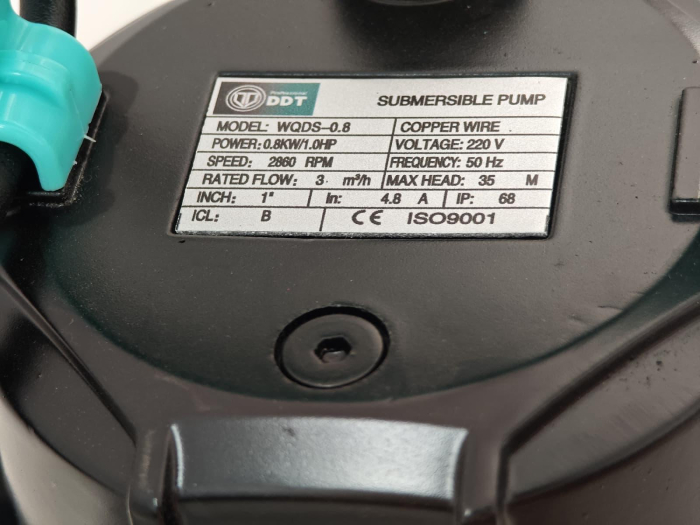 Professional
DDT
SUBMERSIBLE PUMP
MODEL: WQDS-0.8 COPPER WIRE
POWER: 0.8KW/1.0HP VOLTAGE: 220 V
SPEED: 2860 RPM FREQUENCY: 50 Hz
RATED FLOW: 3 m³/h MAX HEAD: 35 M
INCH: 1" In: 4.8 A IP: 68
ICL: B CE ISO9001